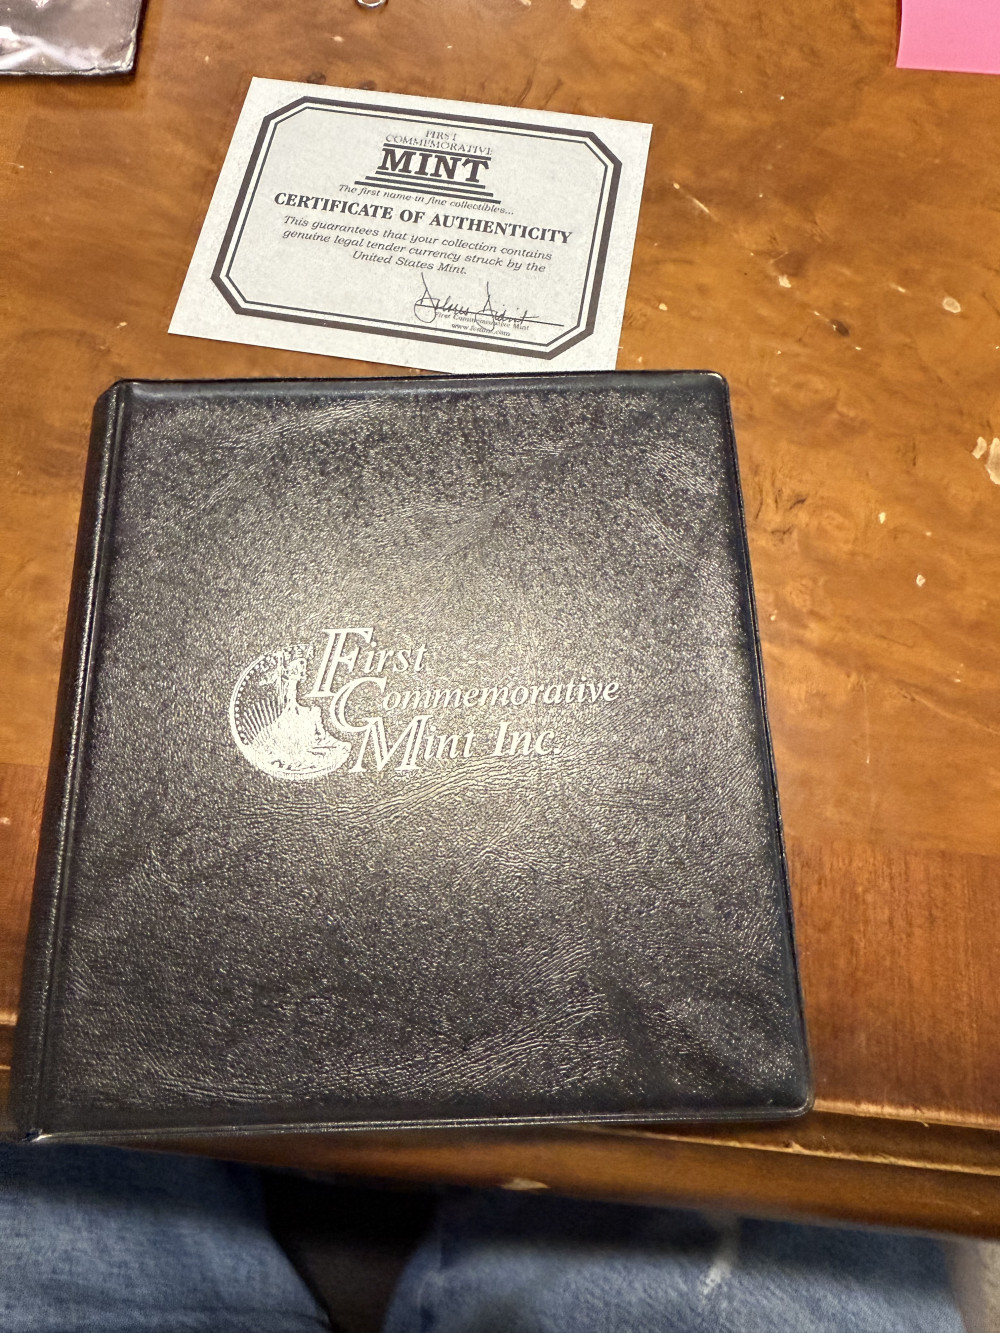 FIRST
COMMEMORATIVE
MINT
The first name in fine collectibles...
CERTIFICATE OF AUTHENTICITY
This guarantees that your collection contains
genuine legal tender currency struck by the
United States Mint.
First Commemorative Mint
First
Commemorative
Mint Inc.